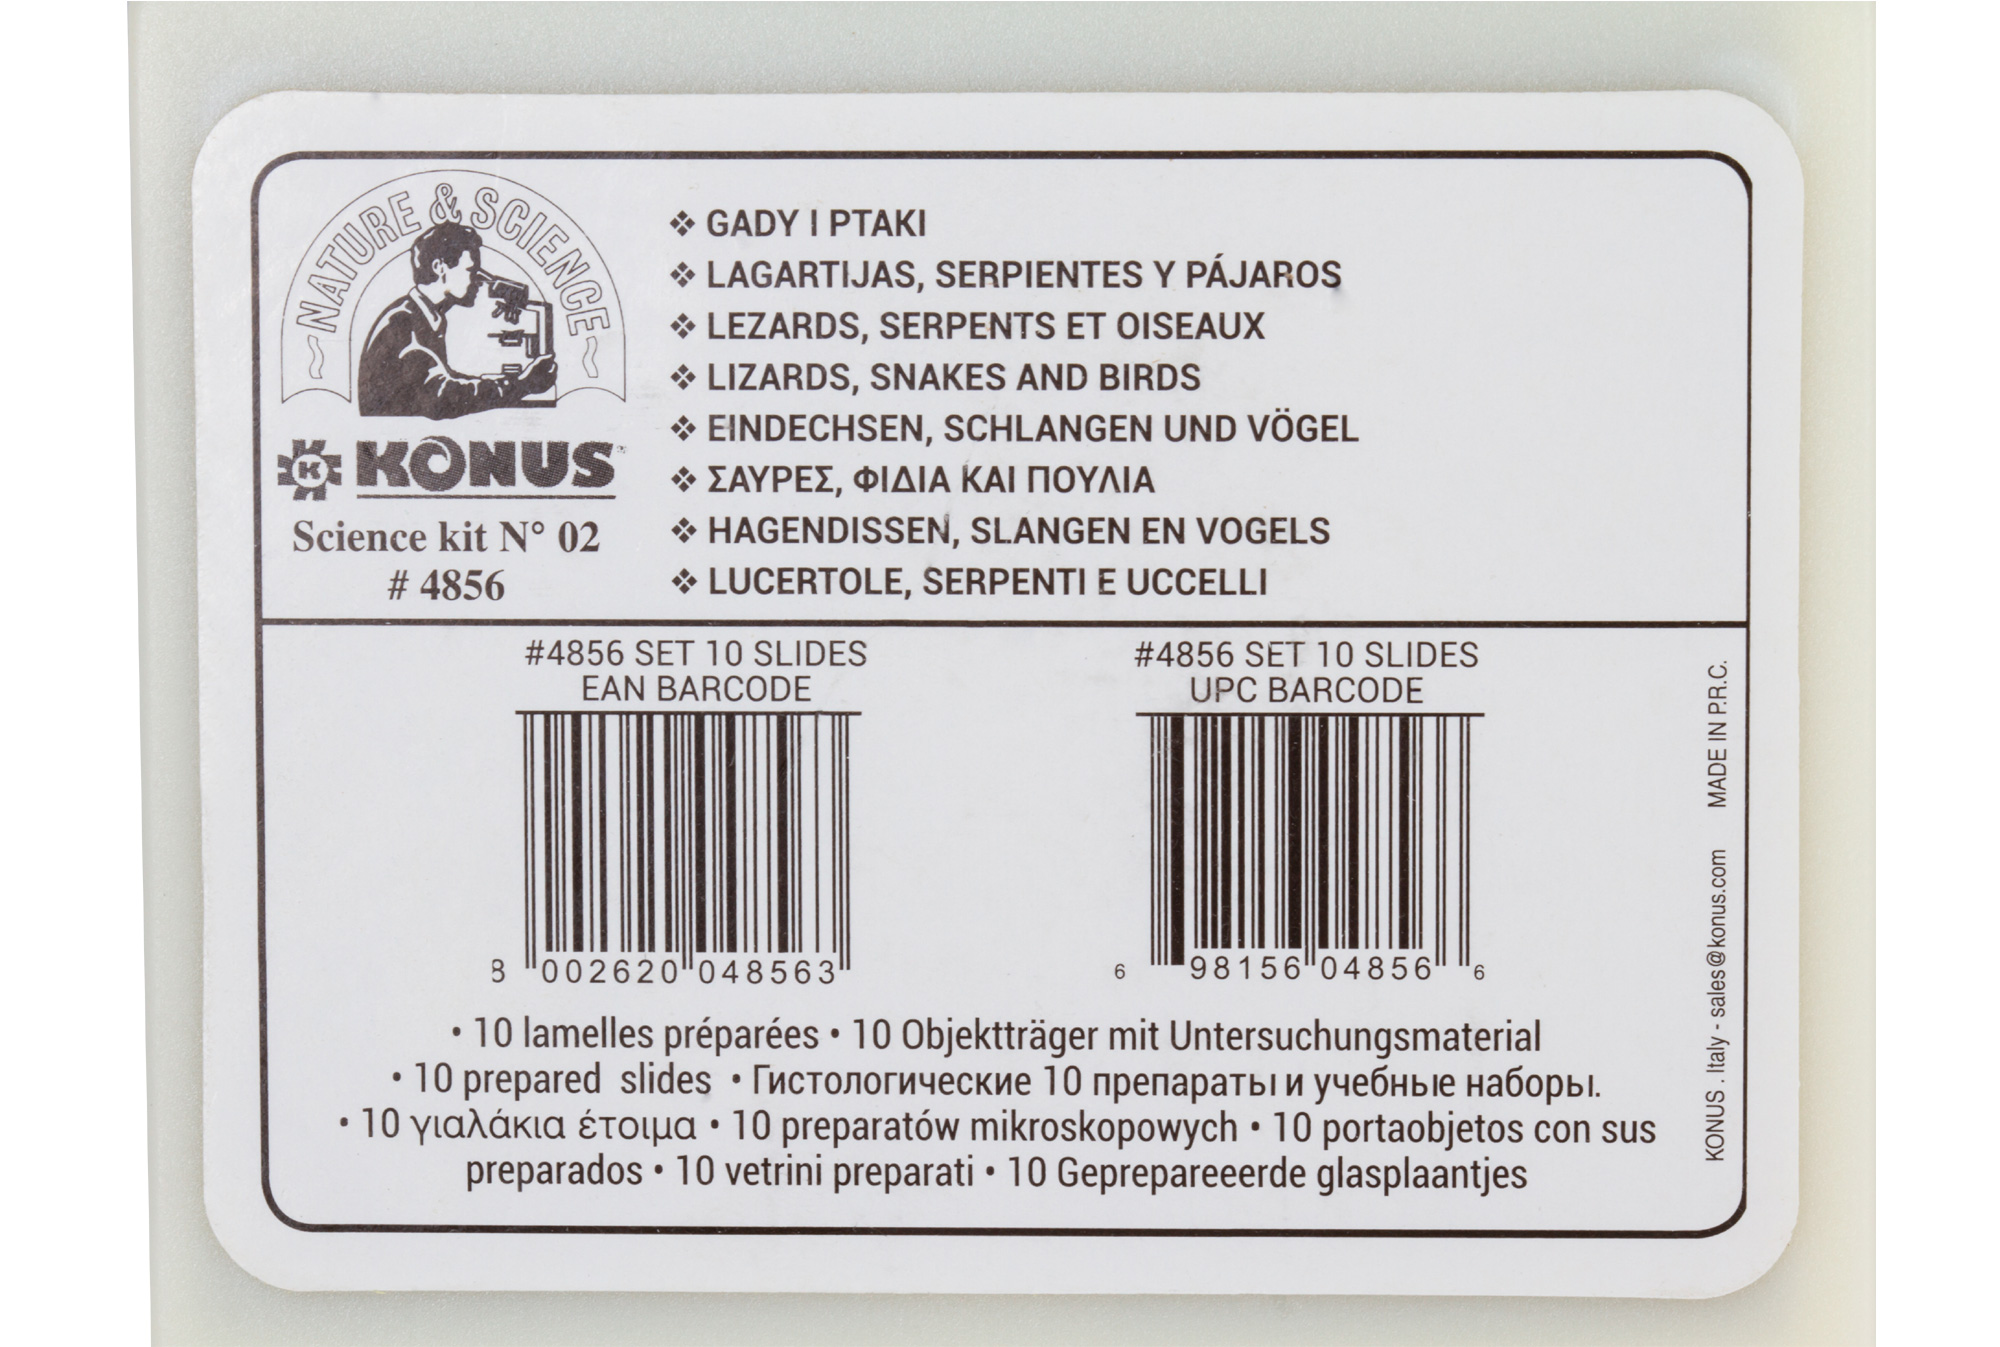 ~ NATURE & SCIENCE ~
K KONUS
Science kit N° 02
# 4856
❖ GADY I PTAKI
❖ LAGARTIJAS, SERPIENTES Y PÁJAROS
❖ LEZARDS, SERPENTS ET OISEAUX
❖ LIZARDS, SNAKES AND BIRDS
❖ EINDECHSEN, SCHLANGEN UND VÖGEL
❖ ΣΑΥΡΕΣ, ΦΙΔΙΑ ΚΑΙ ΠΟΥΛΙΑ
❖ HAGENDISSEN, SLANGEN EN VOGELS
❖ LUCERTOLE, SERPENTI E UCCELLI
#4856 SET 10 SLIDES
EAN BARCODE
8 002620 048563
#4856 SET 10 SLIDES
UPC BARCODE
6 98156 04856 6
• 10 lamelles préparées • 10 Objektträger mit Untersuchungsmaterial
• 10 prepared slides • Гистологические 10 препараты и учебные наборы.
• 10 γιαλάκια έτοιμα • 10 preparatów mikroskopowych • 10 portaobjetos con sus
preparados • 10 vetrini preparati • 10 Geprepareeerde glasplaantjes
KONUS . Italy - sales@konus.com MADE IN P.R.C.